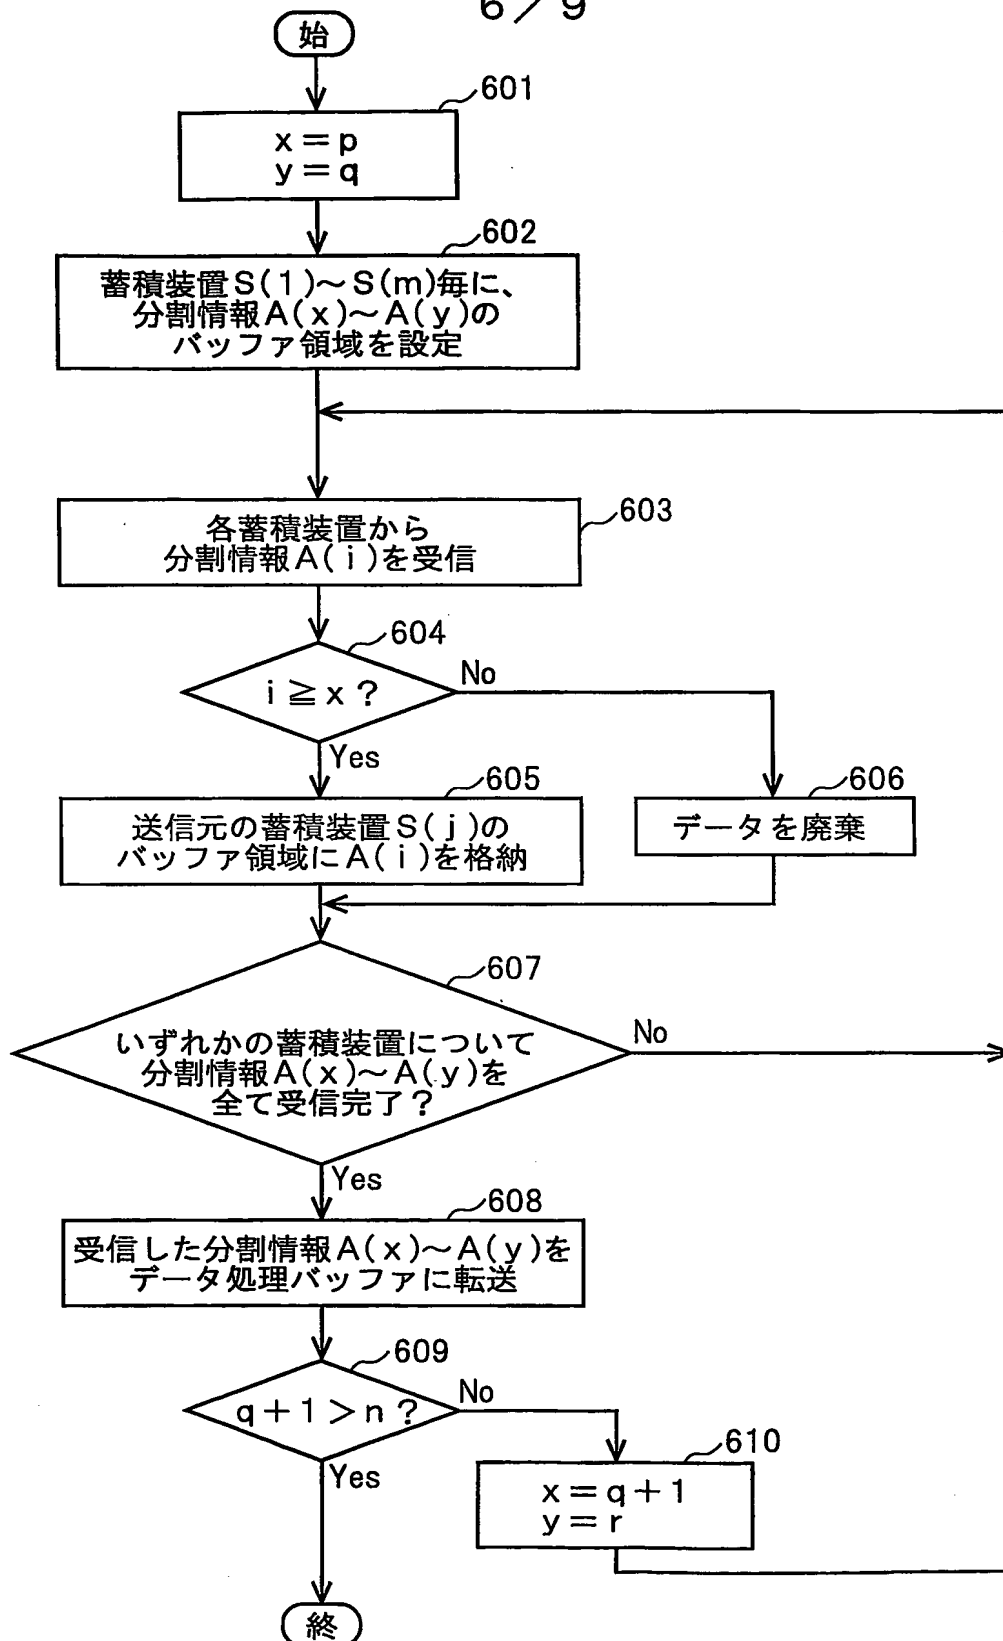 6/9
始
601
x=p
y=q
602
蓄積装置S(1)~S(m)毎に、
分割情報A(x)~A(y)の
バッファ領域を設定
603
各蓄積装置から
分割情報A(i)を受信
604
i≧x?
No
Yes
605
送信元の蓄積装置S(j)の
バッファ領域にA(i)を格納
606
データを廃棄
607
いずれかの蓄積装置について
分割情報A(x)~A(y)を
全て受信完了?
No
Yes
608
受信した分割情報A(x)~A(y)を
データ処理バッファに転送
609
q+1>n?
No
Yes
610
x=q+1
y=r
終